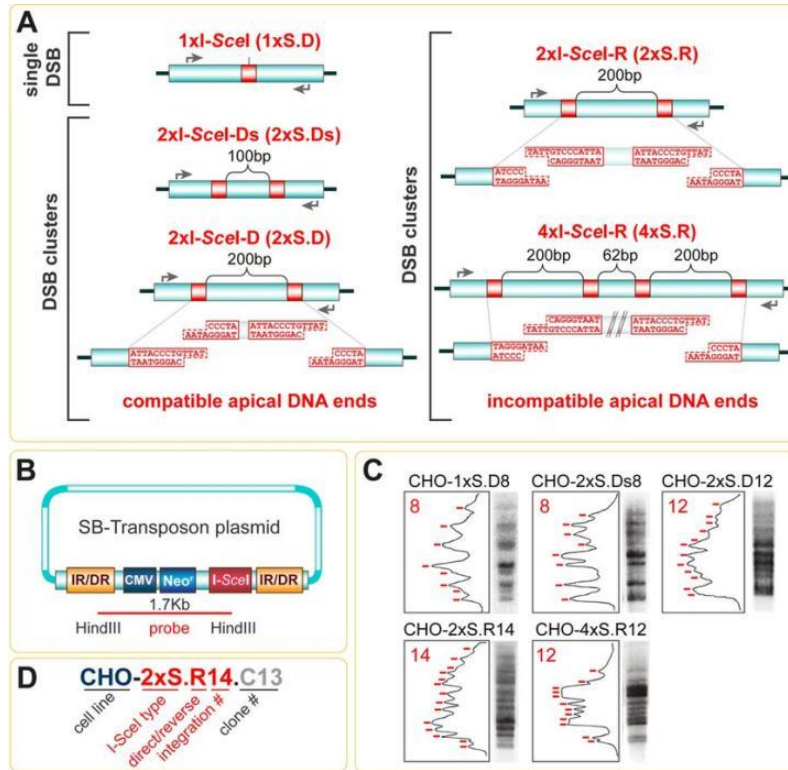 A
single
DSB
1xI-SceI (1xS.D)
DSB clusters
2xI-SceI-Ds (2xS.Ds)
100bp
2xI-SceI-D (2xS.D)
200bp
CCCTA
AATAGGGAT
ATTACCCTGTTAT
TAATGGGAC
ATTACCCTGTTAT
TAATGGGAC
CCCTA
AATAGGGAT
compatible apical DNA ends
DSB clusters
2xI-SceI-R (2xS.R)
200bp
TATTGTCCCATTA
CAGGGTAAT
ATTACCCTGTTAT
TAATGGGAC
ATCCC
TAGGGATAA
CCCTA
AATAGGGAT
4xI-SceI-R (4xS.R)
200bp 62bp 200bp
CAGGGTAAT
TATTGTCCCATTA
ATTACCCTGTTAT
TAATGGGAC
TAGGGATAA
ATCCC
CCCTA
AATAGGGAT
incompatible apical DNA ends
B
SB-Transposon plasmid
IR/DR CMV Neoʳ I-SceI IR/DR
1.7Kb
HindIII probe HindIII
C
CHO-1xS.D8
8
CHO-2xS.Ds8
8
CHO-2xS.D12
12
CHO-2xS.R14
14
CHO-4xS.R12
12
D
CHO-2xS.R14.C13
cell line
I-SceI type
direct/reverse
integration #
clone #